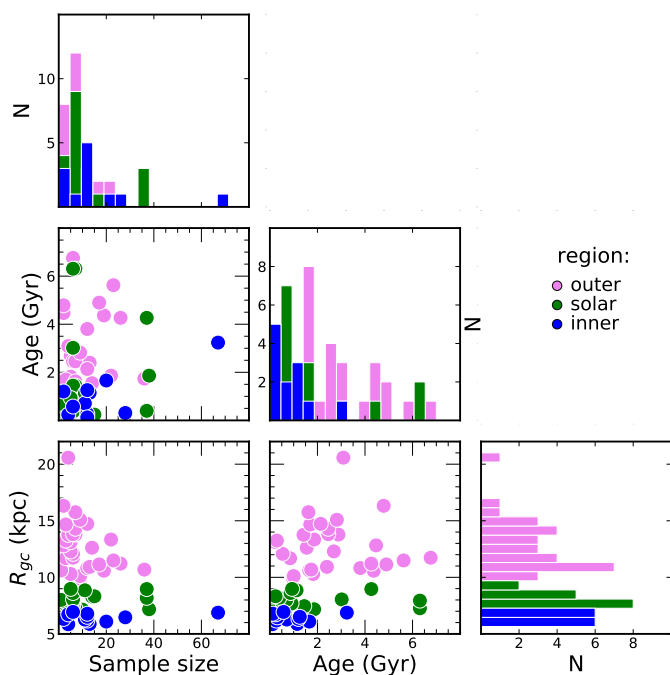 10
5
N
6
4
2
0
Age (Gyr)
8
6
4
2
N
region:
outer
solar
inner
20
15
10
5
R_gc (kpc)
20 40 60
Sample size
2 4 6
Age (Gyr)
2 4 6 8
N